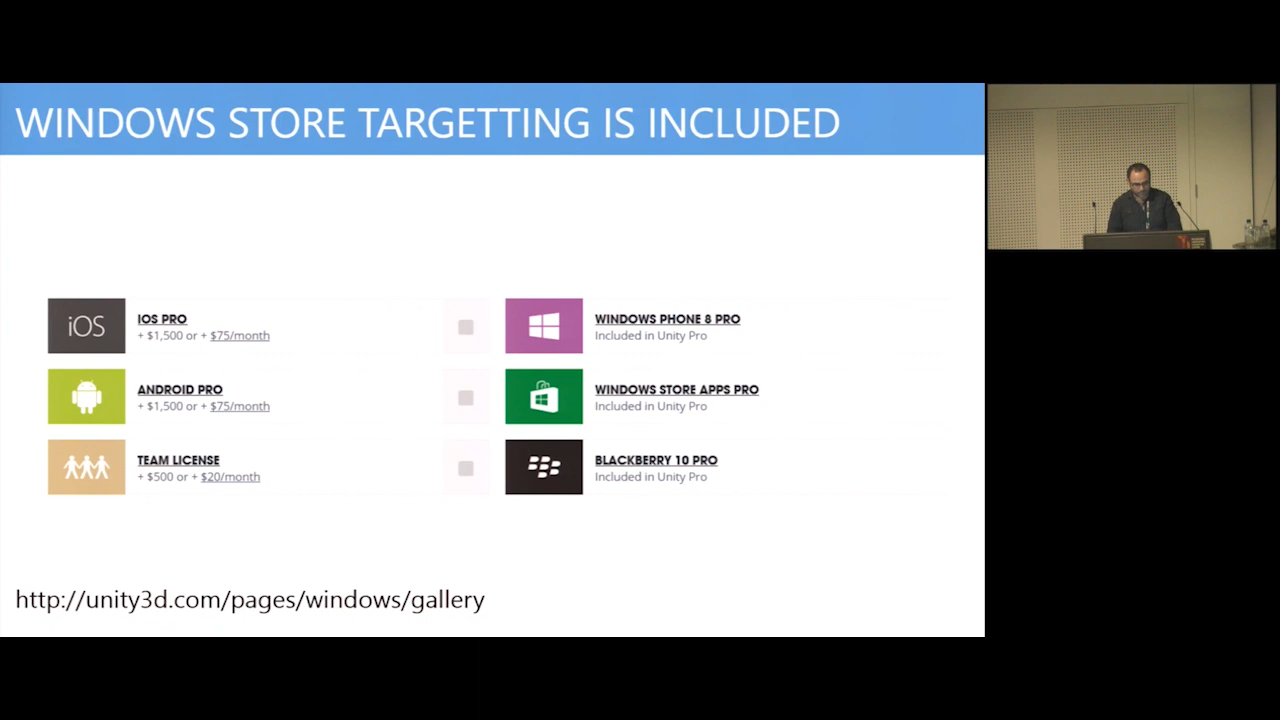 WINDOWS STORE TARGETTING IS INCLUDED
iOS
IOS PRO
+ $1,500 or + $75/month
WINDOWS PHONE 8 PRO
Included in Unity Pro
ANDROID PRO
+ $1,500 or + $75/month
WINDOWS STORE APPS PRO
Included in Unity Pro
TEAM LICENSE
+ $500 or + $20/month
BLACKBERRY 10 PRO
Included in Unity Pro
http://unity3d.com/pages/windows/gallery